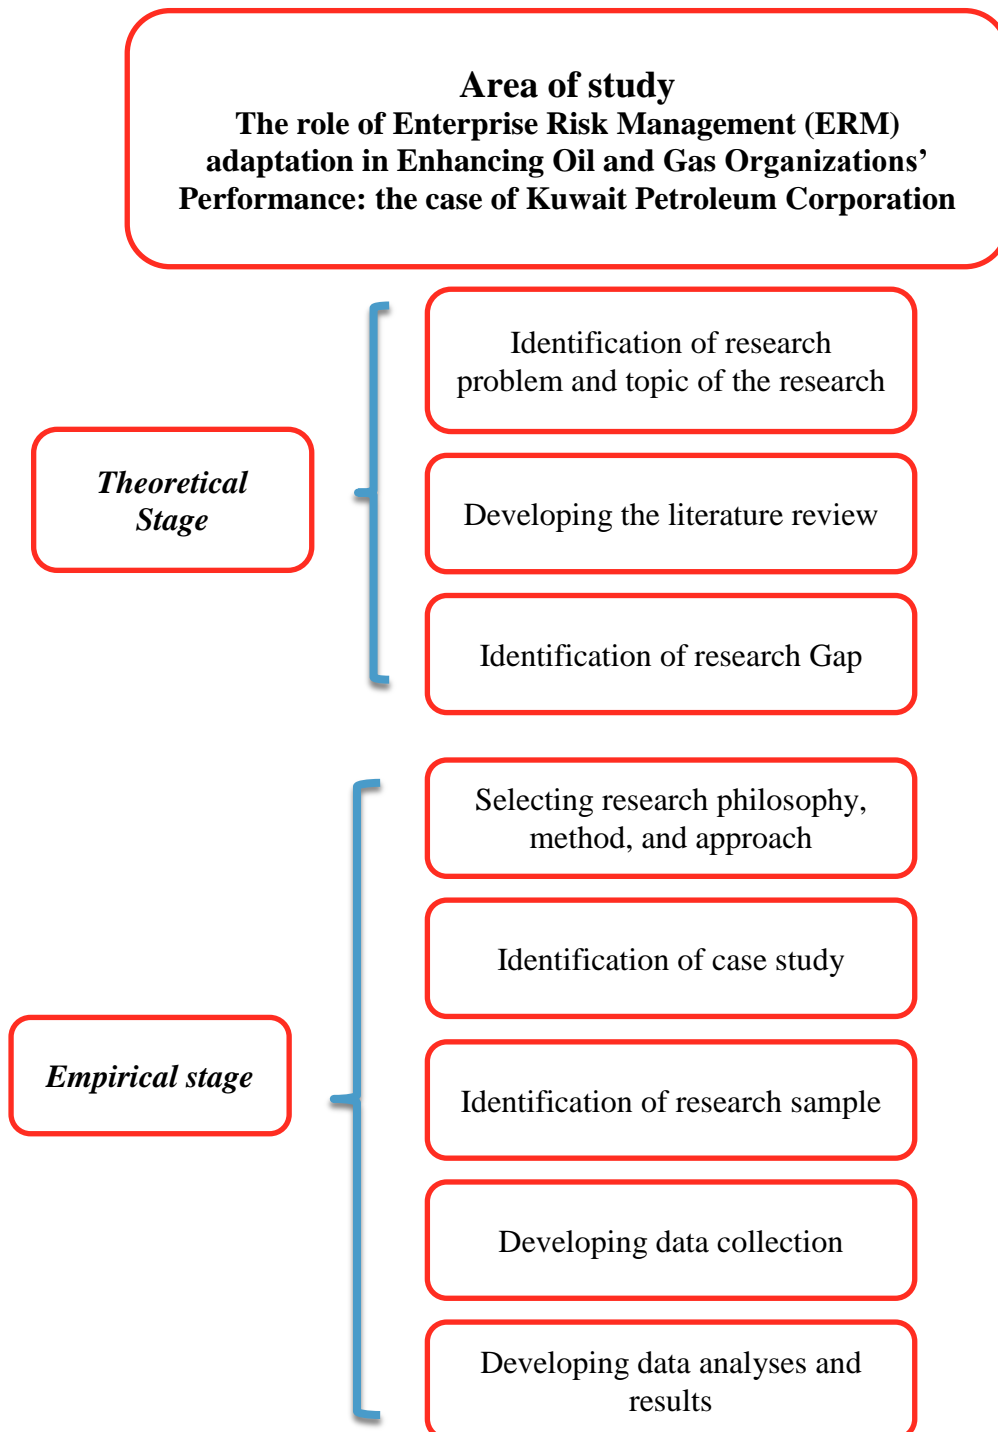 Area of study
The role of Enterprise Risk Management (ERM)
adaptation in Enhancing Oil and Gas Organizations’
Performance: the case of Kuwait Petroleum Corporation
Theoretical
Stage
Identification of research
problem and topic of the research
Developing the literature review
Identification of research Gap
Empirical stage
Selecting research philosophy,
method, and approach
Identification of case study
Identification of research sample
Developing data collection
Developing data analyses and
results